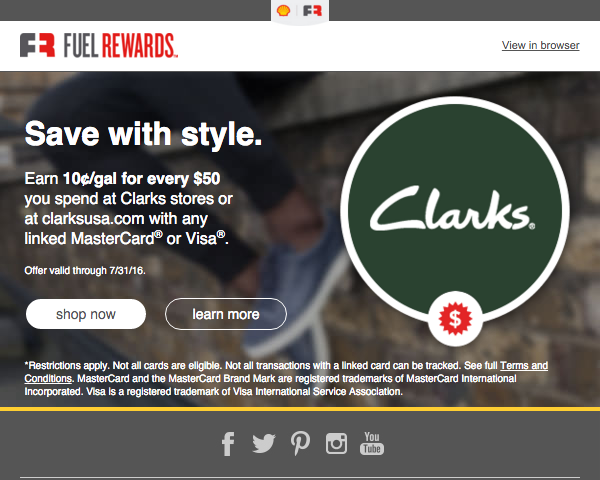 FR
FR FUEL REWARDS™
View in browser
Save with style.
Earn 10¢/gal for every $50
you spend at Clarks stores or
at clarksusa.com with any
linked MasterCard® or Visa®.
Offer valid through 7/31/16.
shop now
learn more
Clarks®
$
*Restrictions apply. Not all cards are eligible. Not all transactions with a linked card can be tracked. See full Terms and
Conditions. MasterCard and the MasterCard Brand Mark are registered trademarks of MasterCard International
Incorporated. Visa is a registered trademark of Visa International Service Association.
You
Tube